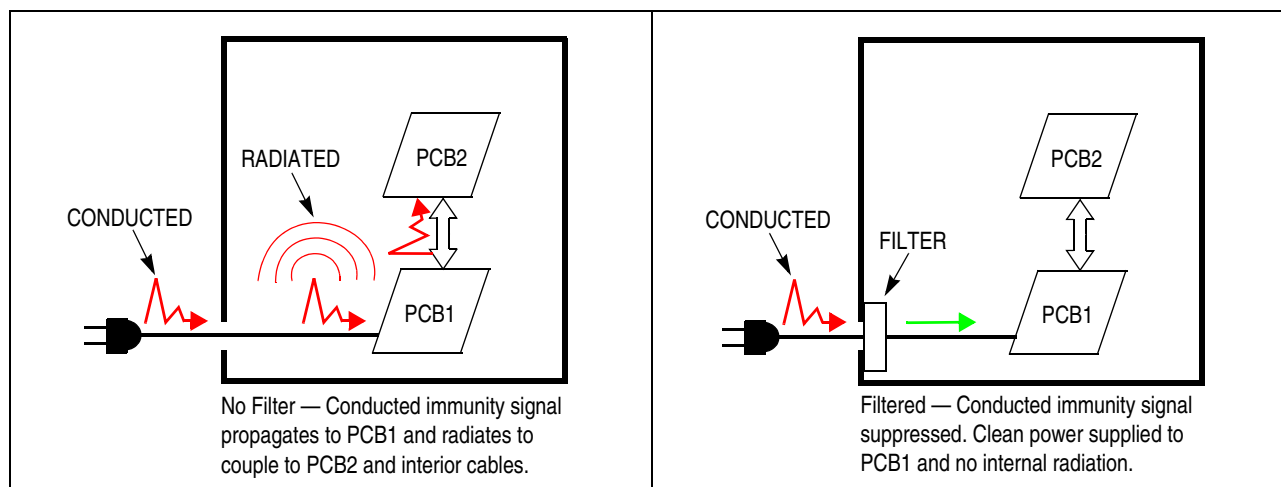 RADIATED
PCB2
CONDUCTED
PCB1
No Filter — Conducted immunity signal
propagates to PCB1 and radiates to
couple to PCB2 and interior cables.
PCB2
CONDUCTED
FILTER
PCB1
Filtered — Conducted immunity signal
suppressed. Clean power supplied to
PCB1 and no internal radiation.